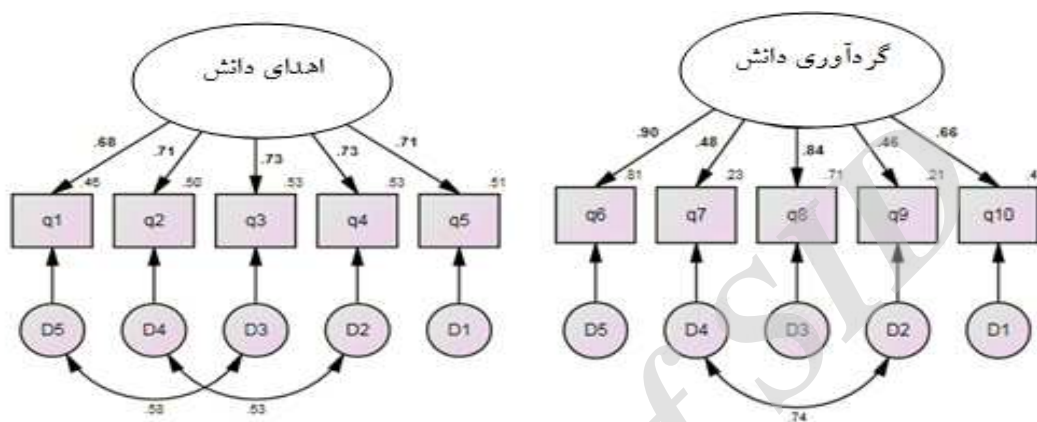 اهدای دانش
.68
.71
.73
.73
.71
.50
.53
.53
.51
q1
q2
q3
q4
q5
D5
D4
D3
D2
D1
.53
گردآوری دانش
.90
.48
.84
.46
.66
.81
.23
.71
.21
.4
q6
q7
q8
q9
q10
D5
D4
D3
D2
D1
.74
f SID